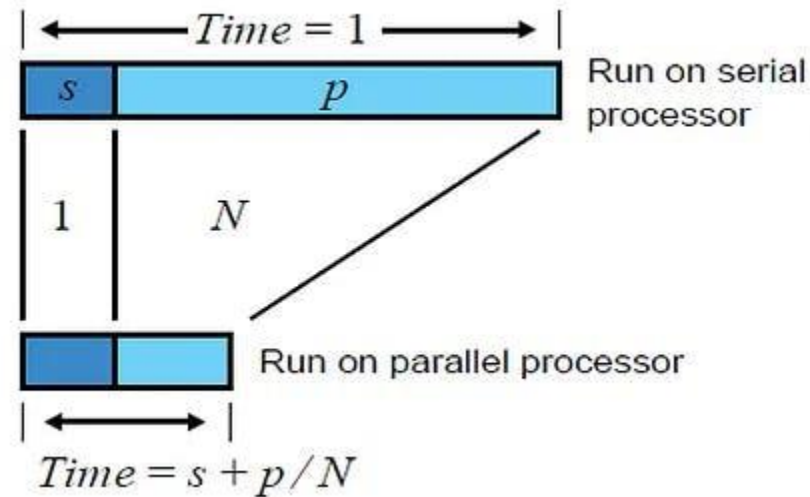 Time = 1
s
p
Run on serial
processor
1
N
Run on parallel processor
Time = s + p / N